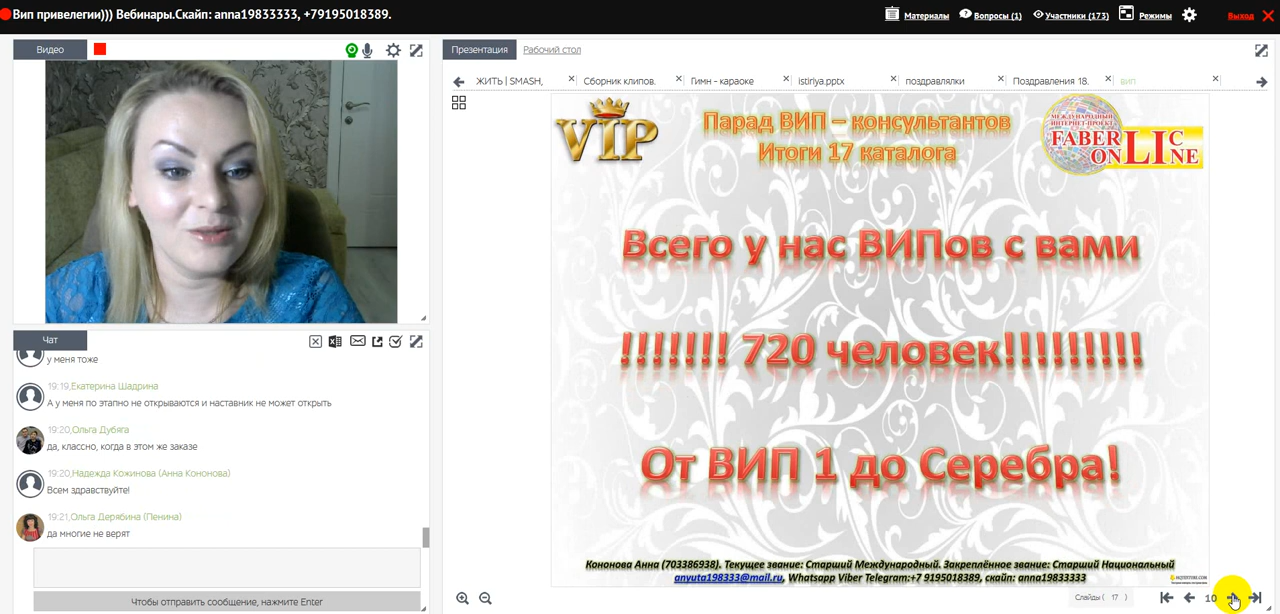 Вип привелегии))) Вебинары.Скайп: anna19833333, +79195018389.
Материалы
Вопросы (1)
Участники (173)
Режимы
Выход
Видео
Презентация
Рабочий стол
ЖИТЬ | SMASH,
Сборник клипов.
Гимн - караоке
istiriya.pptx
поздравлялки
Поздравления 18.
вип
VIP
Парад ВИП – консультантов
Итоги 17 каталога
МЕЖДУНАРОДНЫЙ
ИНТЕРНЕТ-ПРОЕКТ
FABERLIC
ONLINE
Всего у нас ВИПов с вами
!!!!!!! 720 человек!!!!!!!!!
От ВИП 1 до Серебра!
Кононова Анна (703386938). Текущее звание: Старший Международный. Закреплённое звание: Старший Национальный
anyuta198333@mail.ru, Whatsapp Viber Telegram:+7 9195018389, скайп: anna19833333
Слайды ( 17 )
10
Чат
у меня тоже
19:19,Екатерина Шадрина
А у меня по этапно не открываются и наставник не может открыть
19:20,Ольга Дубяга
да, классно, когда в этом же заказе
19:20,Надежда Кожинова (Анна Кононова)
Всем здравствуйте!
19:21,Ольга Дерябина (Пенина)
да многие не верят
Чтобы отправить сообщение, нажмите Enter